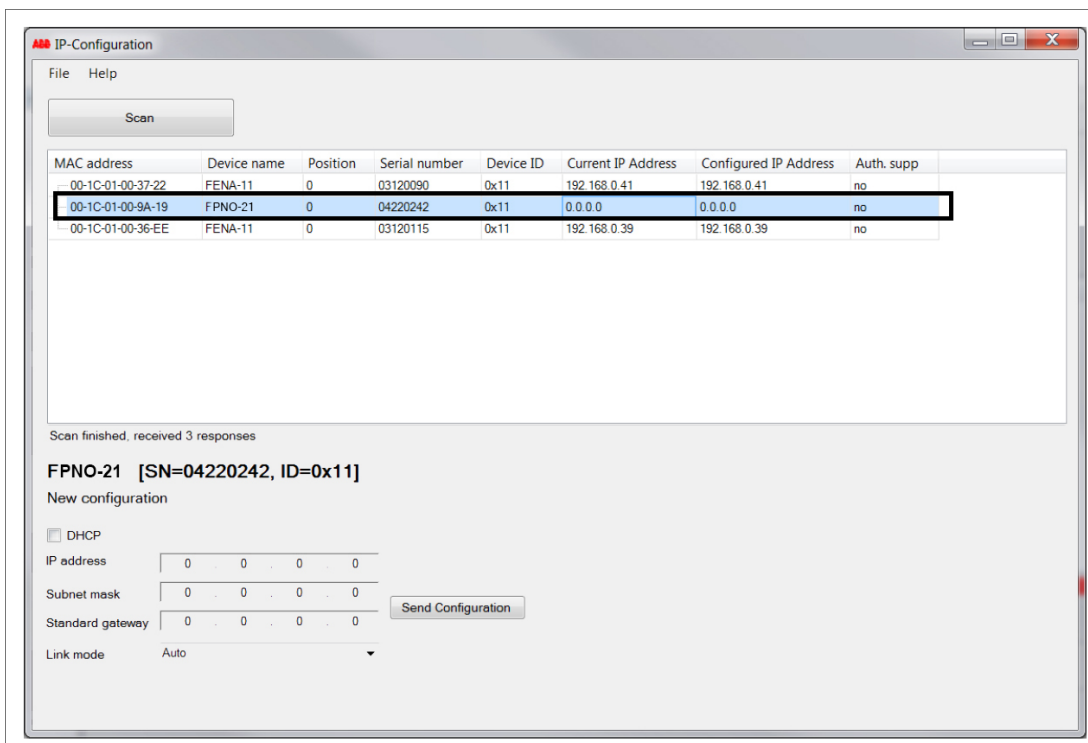 ABB IP-Configuration
File Help
Scan
MAC address Device name Position Serial number Device ID Current IP Address Configured IP Address Auth. supp
00-1C-01-00-37-22 FENA-11 0 03120090 0x11 192.168.0.41 192.168.0.41 no
00-1C-01-00-9A-19 FPNO-21 0 04220242 0x11 0.0.0.0 0.0.0.0 no
00-1C-01-00-36-EE FENA-11 0 03120115 0x11 192.168.0.39 192.168.0.39 no
Scan finished, received 3 responses
FPNO-21 [SN=04220242, ID=0x11]
New configuration
DHCP
IP address 0 . 0 . 0 . 0
Subnet mask 0 . 0 . 0 . 0
Send Configuration
Standard gateway 0 . 0 . 0 . 0
Link mode Auto